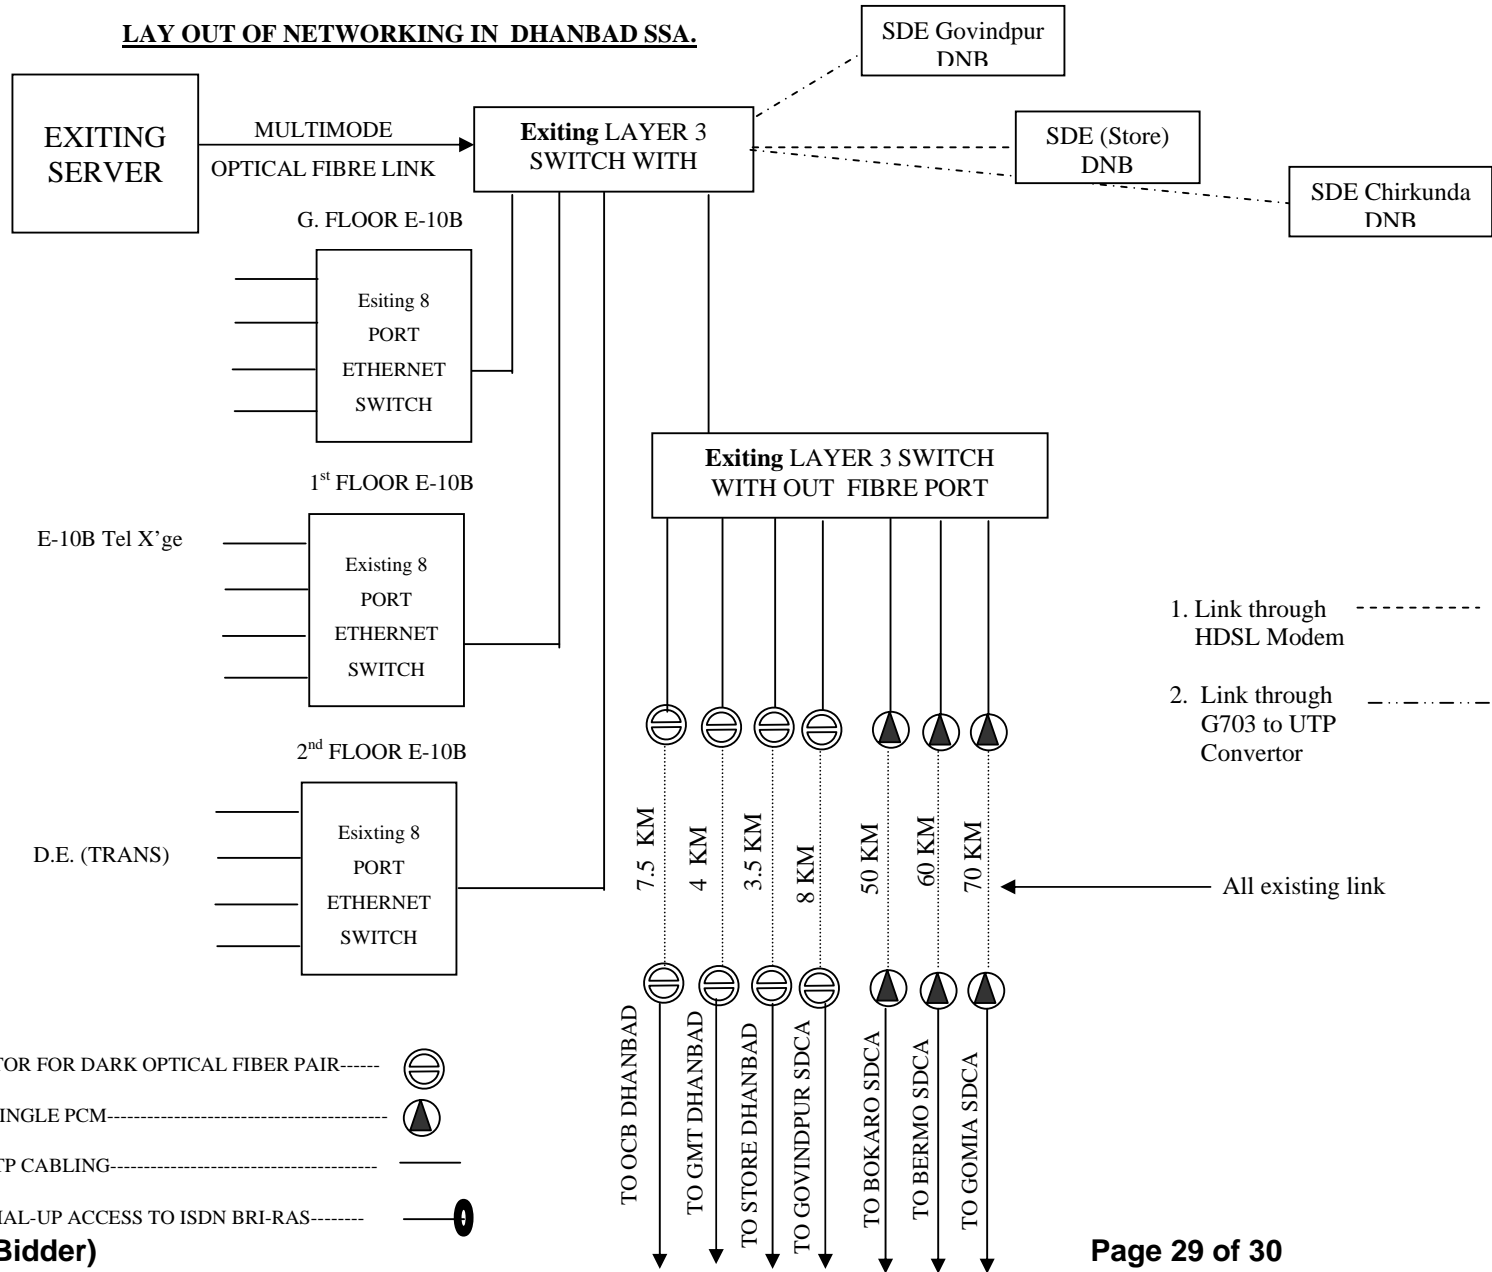 LAY OUT OF NETWORKING IN DHANBAD SSA.
SDE Govindpur
DNB
EXITING
SERVER
MULTIMODE
OPTICAL FIBRE LINK
Exiting LAYER 3
SWITCH WITH
SDE (Store)
DNB
SDE Chirkunda
DNB
G. FLOOR E-10B
Esiting 8
PORT
ETHERNET
SWITCH
Exiting LAYER 3 SWITCH
WITH OUT FIBRE PORT
1st FLOOR E-10B
E-10B Tel X'ge
Existing 8
PORT
ETHERNET
SWITCH
1. Link through
HDSL Modem
2. Link through
G703 to UTP
Convertor
2nd FLOOR E-10B
D.E. (TRANS)
Esixting 8
PORT
ETHERNET
SWITCH
7.5 KM
4 KM
3.5 KM
8 KM
50 KM
60 KM
70 KM
All existing link
TO OCB DHANBAD
TO GMT DHANBAD
TO STORE DHANBAD
TO GOVINDPUR SDCA
TO BOKARO SDCA
TO BERMO SDCA
TO GOMIA SDCA
TOR FOR DARK OPTICAL FIBER PAIR------
INGLE PCM------------------------------------------
TP CABLING----------------------------------------
IAL-UP ACCESS TO ISDN BRI-RAS--------
Bidder)
Page 29 of 30